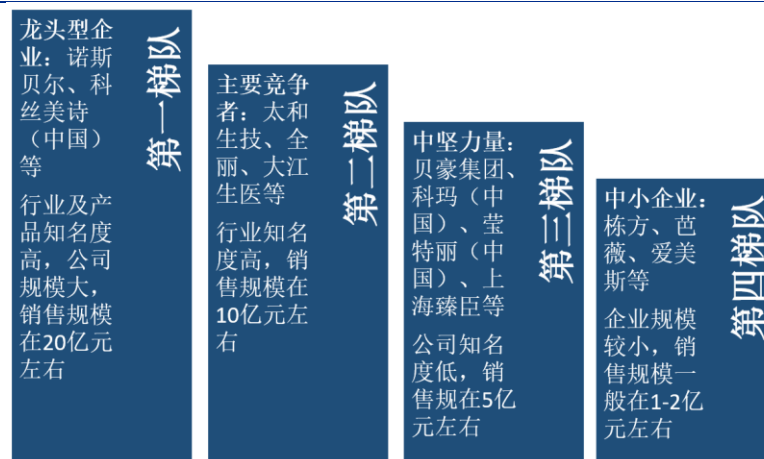 龙头型企
业：诺斯
贝尔、科
丝美诗
（中国）
等
行业及产
品知名度
高，公司
规模大，
销售规模
在20亿元
左右
第一梯队
主要竞争
者：太和
生技、全
丽、大江
生医等
行业知名
度高，销
售规模在
10亿元左
右
第二梯队
中坚力量：
贝豪集团、
科玛（中
国）、莹
特丽（中
国）、上
海臻臣等
公司知名
度低，销
售规在5亿
元左右
第三梯队
中小企业：
栋方、芭
薇、爱美
斯等
企业规模
较小，销
售规模一
般在1-2亿
元左右
第四梯队